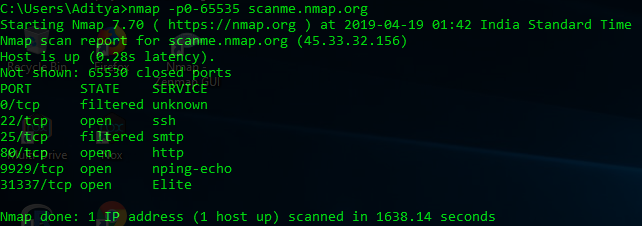 C:\Users\Aditya>nmap -p0-65535 scanme.nmap.org
Starting Nmap 7.70 ( https://nmap.org ) at 2019-04-19 01:42 India Standard Time
Nmap scan report for scanme.nmap.org (45.33.32.156)
Host is up (0.28s latency).
Not shown: 65530 closed ports
PORT      STATE    SERVICE
0/tcp     filtered unknown
22/tcp    open     ssh
25/tcp    filtered smtp
80/tcp    open     http
9929/tcp  open     nping-echo
31337/tcp open     Elite
Nmap done: 1 IP address (1 host up) scanned in 1638.14 seconds